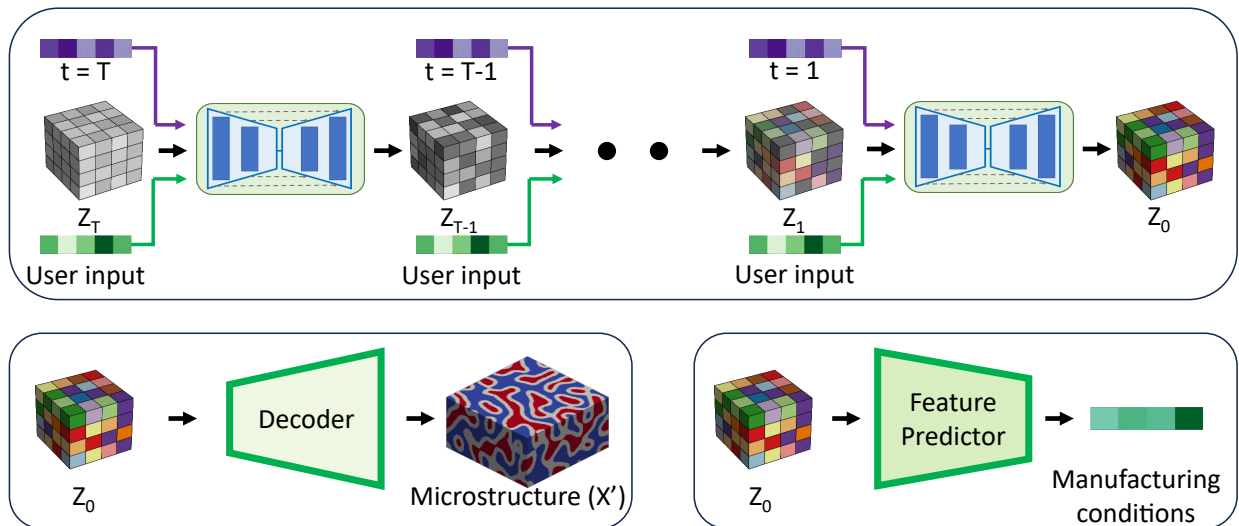 t = T
t = T-1
t = 1
Z_T
Z_{T-1}
Z_1
Z_0
User input
User input
User input
Z_0
Decoder
Microstructure (X')
Z_0
Feature
Predictor
Manufacturing
conditions